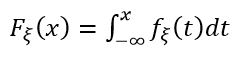 F_ξ(x) = ∫_{-∞}^{x} f_ξ(t)dt